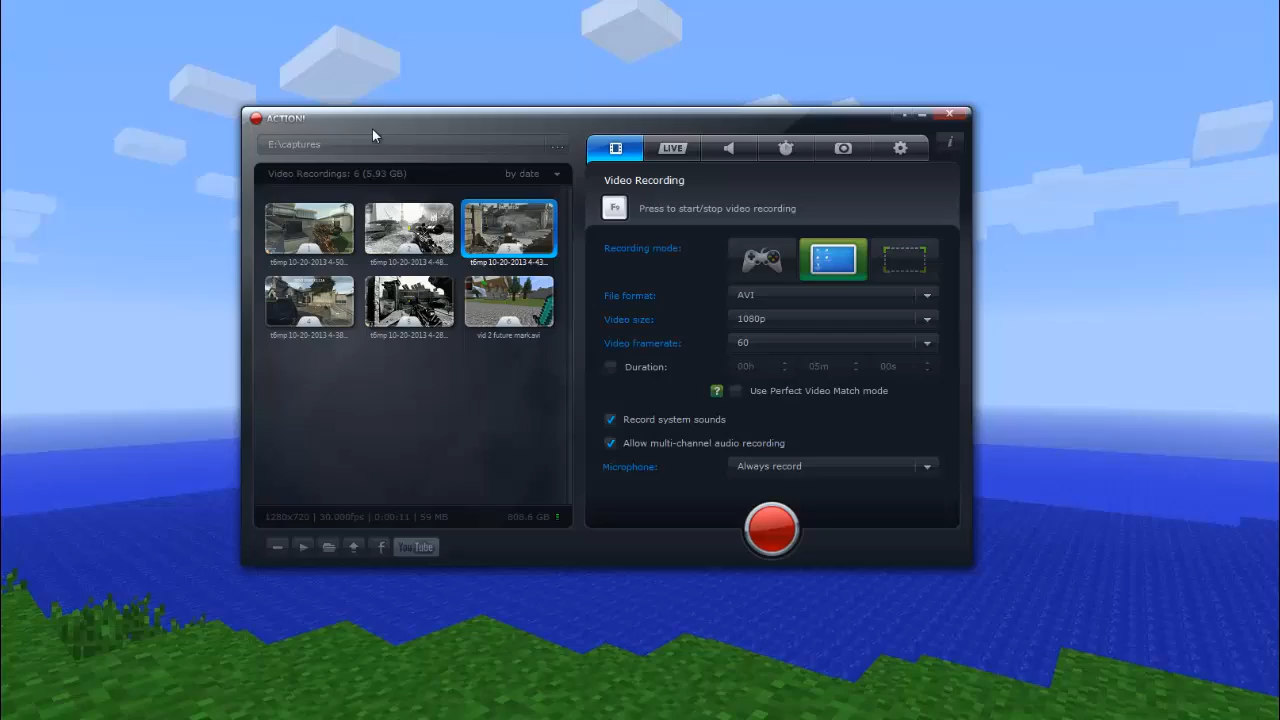 ACTION!
E:\captures ...
LIVE
i
Video Recordings: 6 (5.93 GB) by date
t6mp 10-20-2013 4-50...
t6mp 10-20-2013 4-48...
t6mp 10-20-2013 4-43...
t6mp 10-20-2013 4-38...
t6mp 10-20-2013 4-28...
vid 2 future mark.avi
1280x720 | 30.000fps | 0:00:11 | 59 MB 808.6 GB
f YouTube
Video Recording
F9 Press to start/stop video recording
Recording mode:
File format: AVI
Video size: 1080p
Video framerate: 60
Duration: 00h 05m 00s
? Use Perfect Video Match mode
Record system sounds
Allow multi-channel audio recording
Microphone: Always record